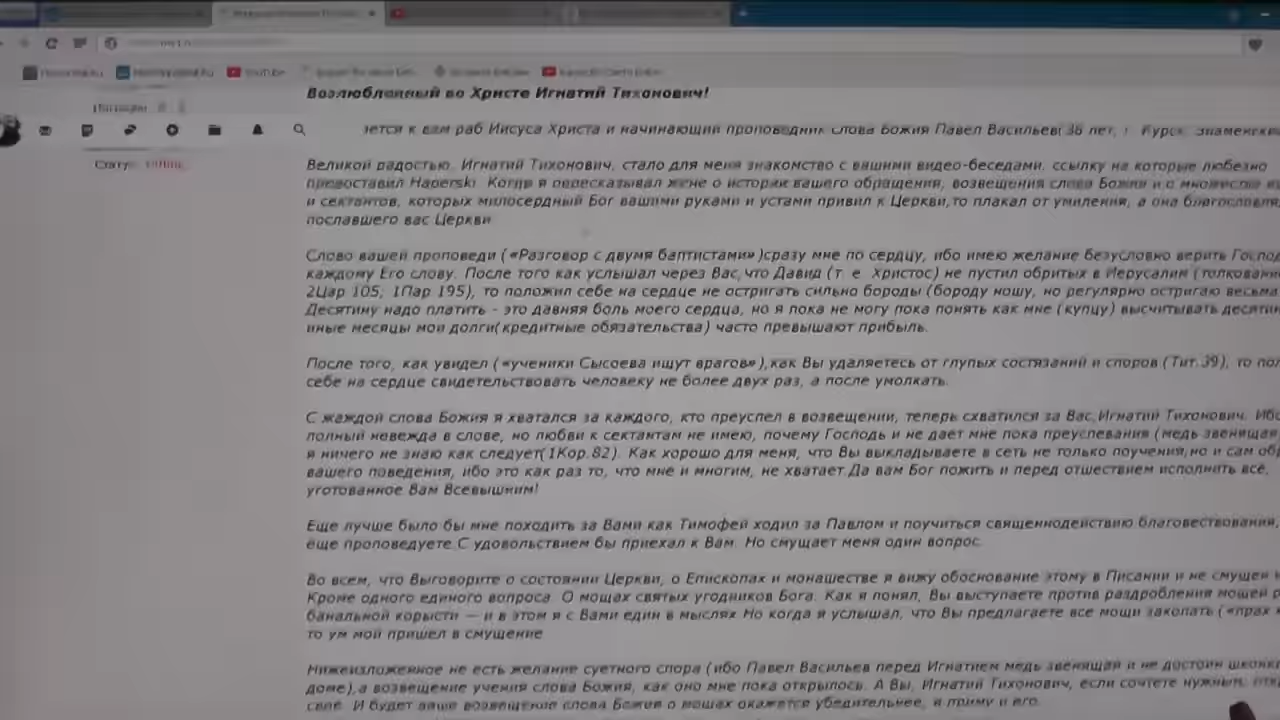 YouTube
Возлюбленный во Христе Игнатий Тихонович!
ется к вам раб Иисуса Христа и начинающий проповедник слова Божия Павел Васильев( 36 лет, г. Курск.
Статус:
Великой радостью, Игнатий Тихонович, стало для меня знакомство с вашими видео-беседами, ссылку на которые любезно
предоставил Haberski. Когда я пересказывал жене о истории вашего обращения, возвещения слова Божия и о множестве
и сектантов, которых милосердный Бог вашими руками и устами привил к Церкви,то плакал от умиления, а она
пославшего вас Церкви
Слово вашей проповеди («Разговор с двумя баптистами»)сразу мне по сердцу, ибо имею желание безусловно верить
каждому Его слову. После того как услышал через Вас,что Давид (т. е. Христос) не пустил обритых в Иерусалим
2Цар 105; 1Пар 195), то положил себе на сердце не остригать сильно бороды (бороду ношу, но регулярно остригаю весьма
Десятину надо платить - это давняя боль моего сердца, но я пока не могу пока понять как мне (купцу) высчитывать
иные месяцы мои долги(кредитные обязательства) часто превышают прибыль.
После того, как увидел («ученики Сысоева ищут врагов»),как Вы удаляетесь от глупых состязаний и споров (Тит.39), то
себе на сердце свидетельствовать человеку не более двух раз, а после умолкать.
С жаждой слова Божия я хватался за каждого, кто преуспел в возвещении, теперь схватился за Вас,Игнатий Тихонович.
полный невежда в слове, но любви к сектантам не имею, почему Господь и не дает мне пока преуспевания (медь звенящая
я ничего не знаю как следует(1Кор.82). Как хорошо для меня, что Вы выкладываете в сеть не только поучения,но и сам
вашего поведения, ибо это как раз то, что мне и многим, не хватает.Да вам Бог пожить и перед отшествием исполнить все,
уготованное Вам Всевышним!
Еще лучше было бы мне походить за Вами как Тимофей ходил за Павлом и поучиться священнодействию благовествования,
еще проповедуете.С удовольствием бы приехал к Вам. Но смущает меня один вопрос.
Во всем, что Выговорите о состоянии Церкви, о Епископах и монашестве я вижу обоснование этому в Писании и не смущен
Кроме одного единого вопроса. О мощах святых угодников Бога. Как я понял, Вы выступаете против раздробления мощей
банальной корысти — и в этом я с Вами един в мыслях.Но когда я услышал, что Вы предлагаете все мощи закопать («прах
то ум мой пришел в смущение
Нижеизложенное не есть желание суетного спора (ибо Павел Васильев перед Игнатием медь звенящая и не достоин
доме),а возвещение учения слова Божия, как оно мне пока открылось. А Вы, Игнатий Тихонович, если сочтете нужным,
свое. И будет ваше возвещение слова Божия о мощах окажется убедительнее, я приму и его.